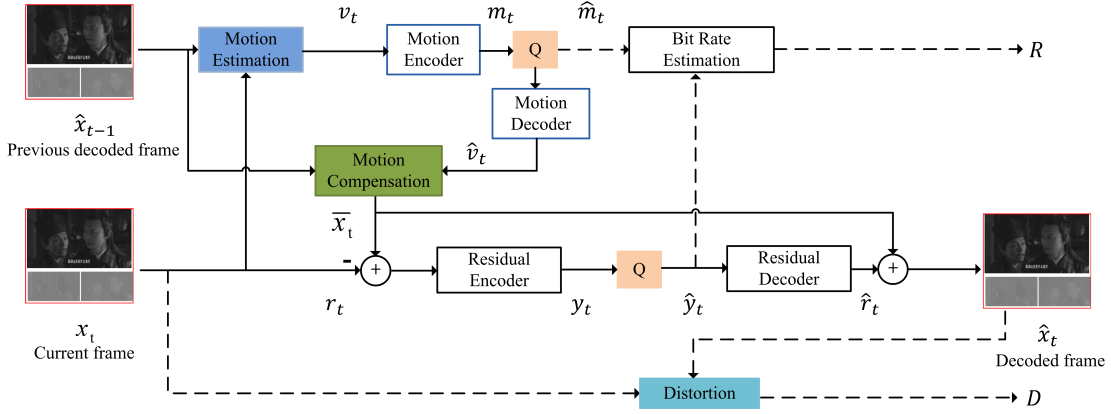 v_t
m_t
m̂_t
Motion
Estimation
Motion
Encoder
Q
Bit Rate
Estimation
R
Motion
Decoder
x̂_{t−1}
Previous decoded frame
v̂_t
Motion
Compensation
x̅_t
-
+
Residual
Encoder
Q
Residual
Decoder
+
r_t
y_t
ŷ_t
r̂_t
x_t
Current frame
x̂_t
Decoded frame
Distortion
D